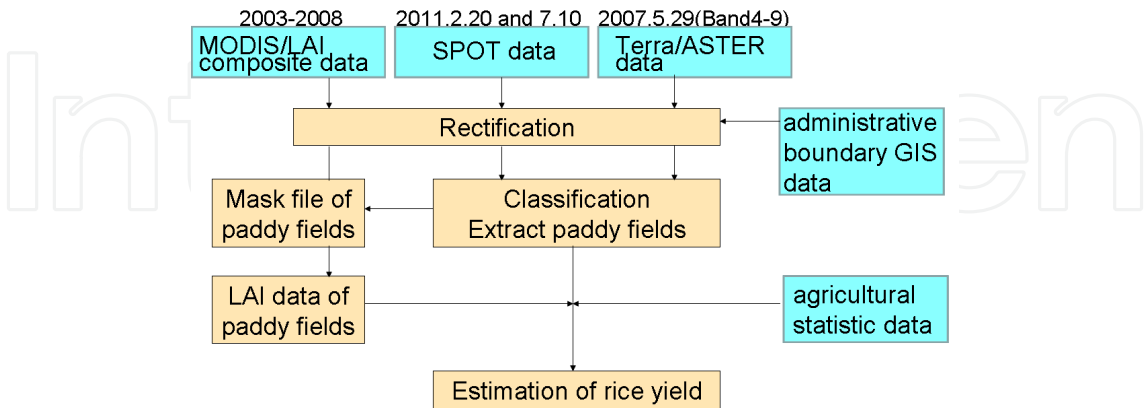 2003-2008
2011.2.20 and 7.10
2007.5.29(Band4-9)
MODIS/LAI
composite data
SPOT data
Terra/ASTER
data
Rectification
administrative
boundary GIS
data
Mask file of
paddy fields
Classification
Extract paddy fields
LAI data of
paddy fields
agricultural
statistic data
Estimation of rice yield